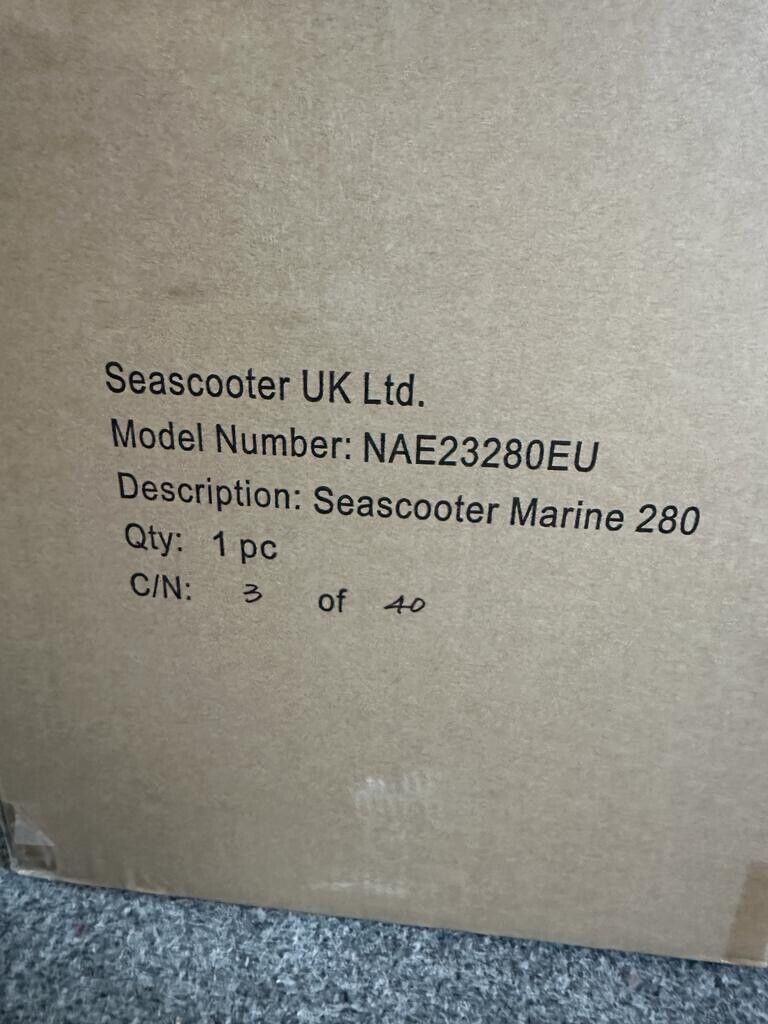 Seascooter UK Ltd.
Model Number: NAE23280EU
Description: Seascooter Marine 280
Qty: 1 pc
C/N: 3 of 40